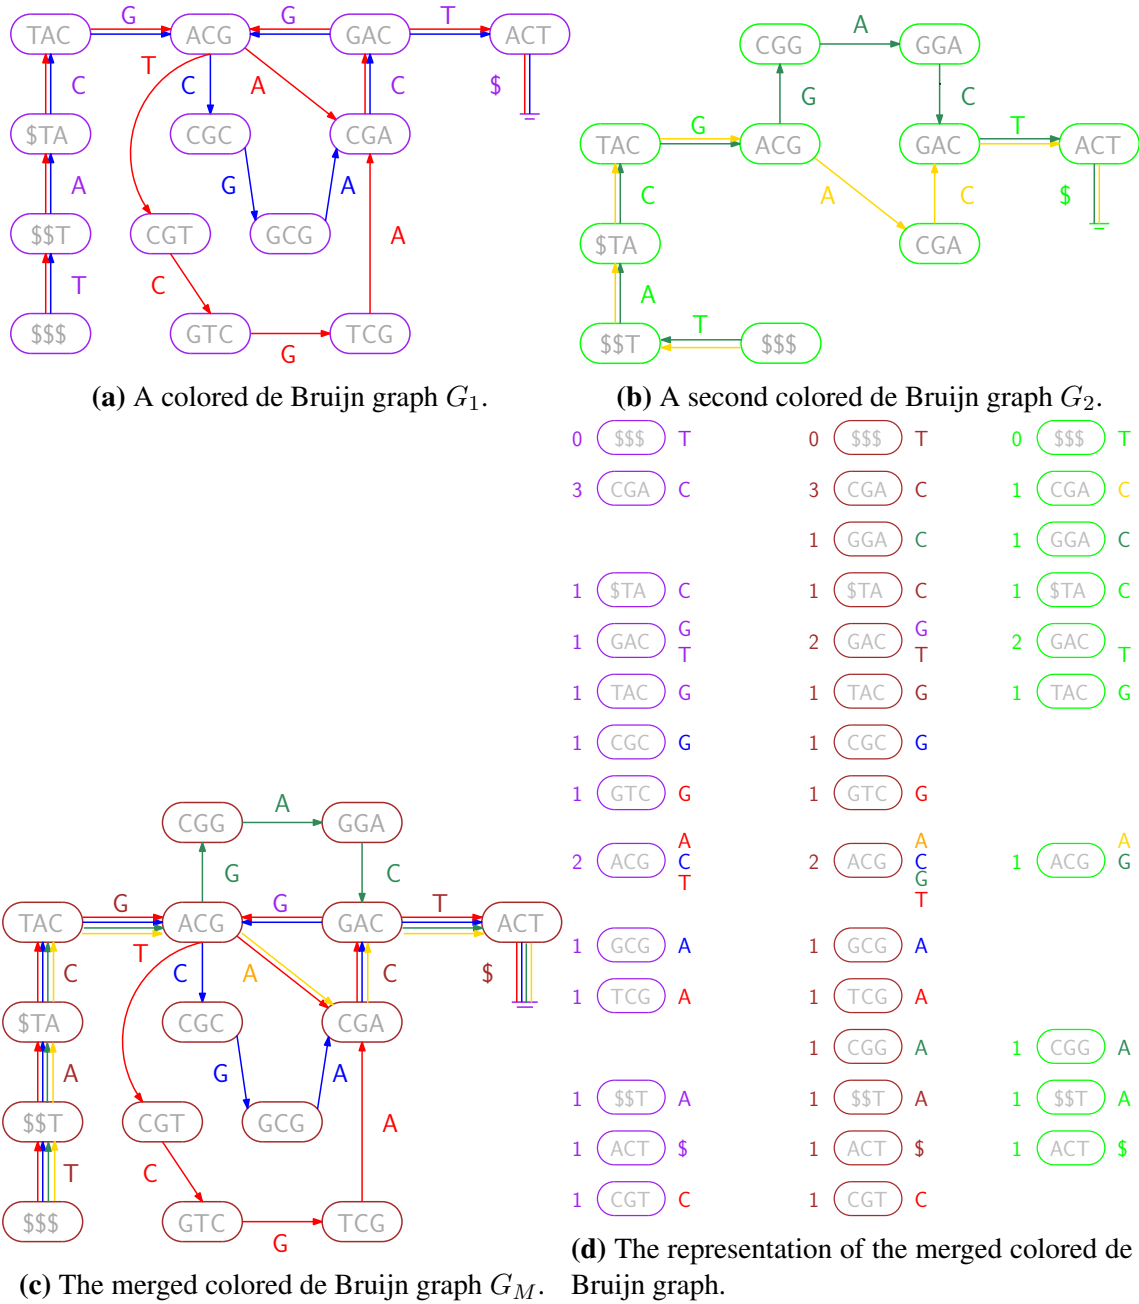 G G T
TAC ACG GAC ACT
T
C C A C $
$TA CGC CGA
A G A
$$T CGT GCG A
T C
$$$ GTC TCG
G
(a) A colored de Bruijn graph G1.
A
CGG GGA
G C
G T
TAC ACG GAC ACT
C A C $
$TA CGA
A
T
$$T $$$
(b) A second colored de Bruijn graph G2.
A
CGG GGA
G C
G G T
TAC ACG GAC ACT
T
C C A C $
$TA CGC CGA
A G A
$$T CGT GCG A
T C
$$$ GTC TCG
G
(c) The merged colored de Bruijn graph GM.
0 $$$ T 0 $$$ T 0 $$$ T
3 CGA C 3 CGA C 1 CGA C
1 GGA C 1 GGA C
1 $TA C 1 $TA C 1 $TA C
G G
1 GAC 2 GAC 2 GAC
T T T
1 TAC G 1 TAC G 1 TAC G
1 CGC G 1 CGC G
1 GTC G 1 GTC G
A A A
2 ACG C 2 ACG C 1 ACG G
T G
T
1 GCG A 1 GCG A
1 TCG A 1 TCG A
1 CGG A 1 CGG A
1 $$T A 1 $$T A 1 $$T A
1 ACT $ 1 ACT $ 1 ACT $
1 CGT C 1 CGT C
(d) The representation of the merged colored de
Bruijn graph.